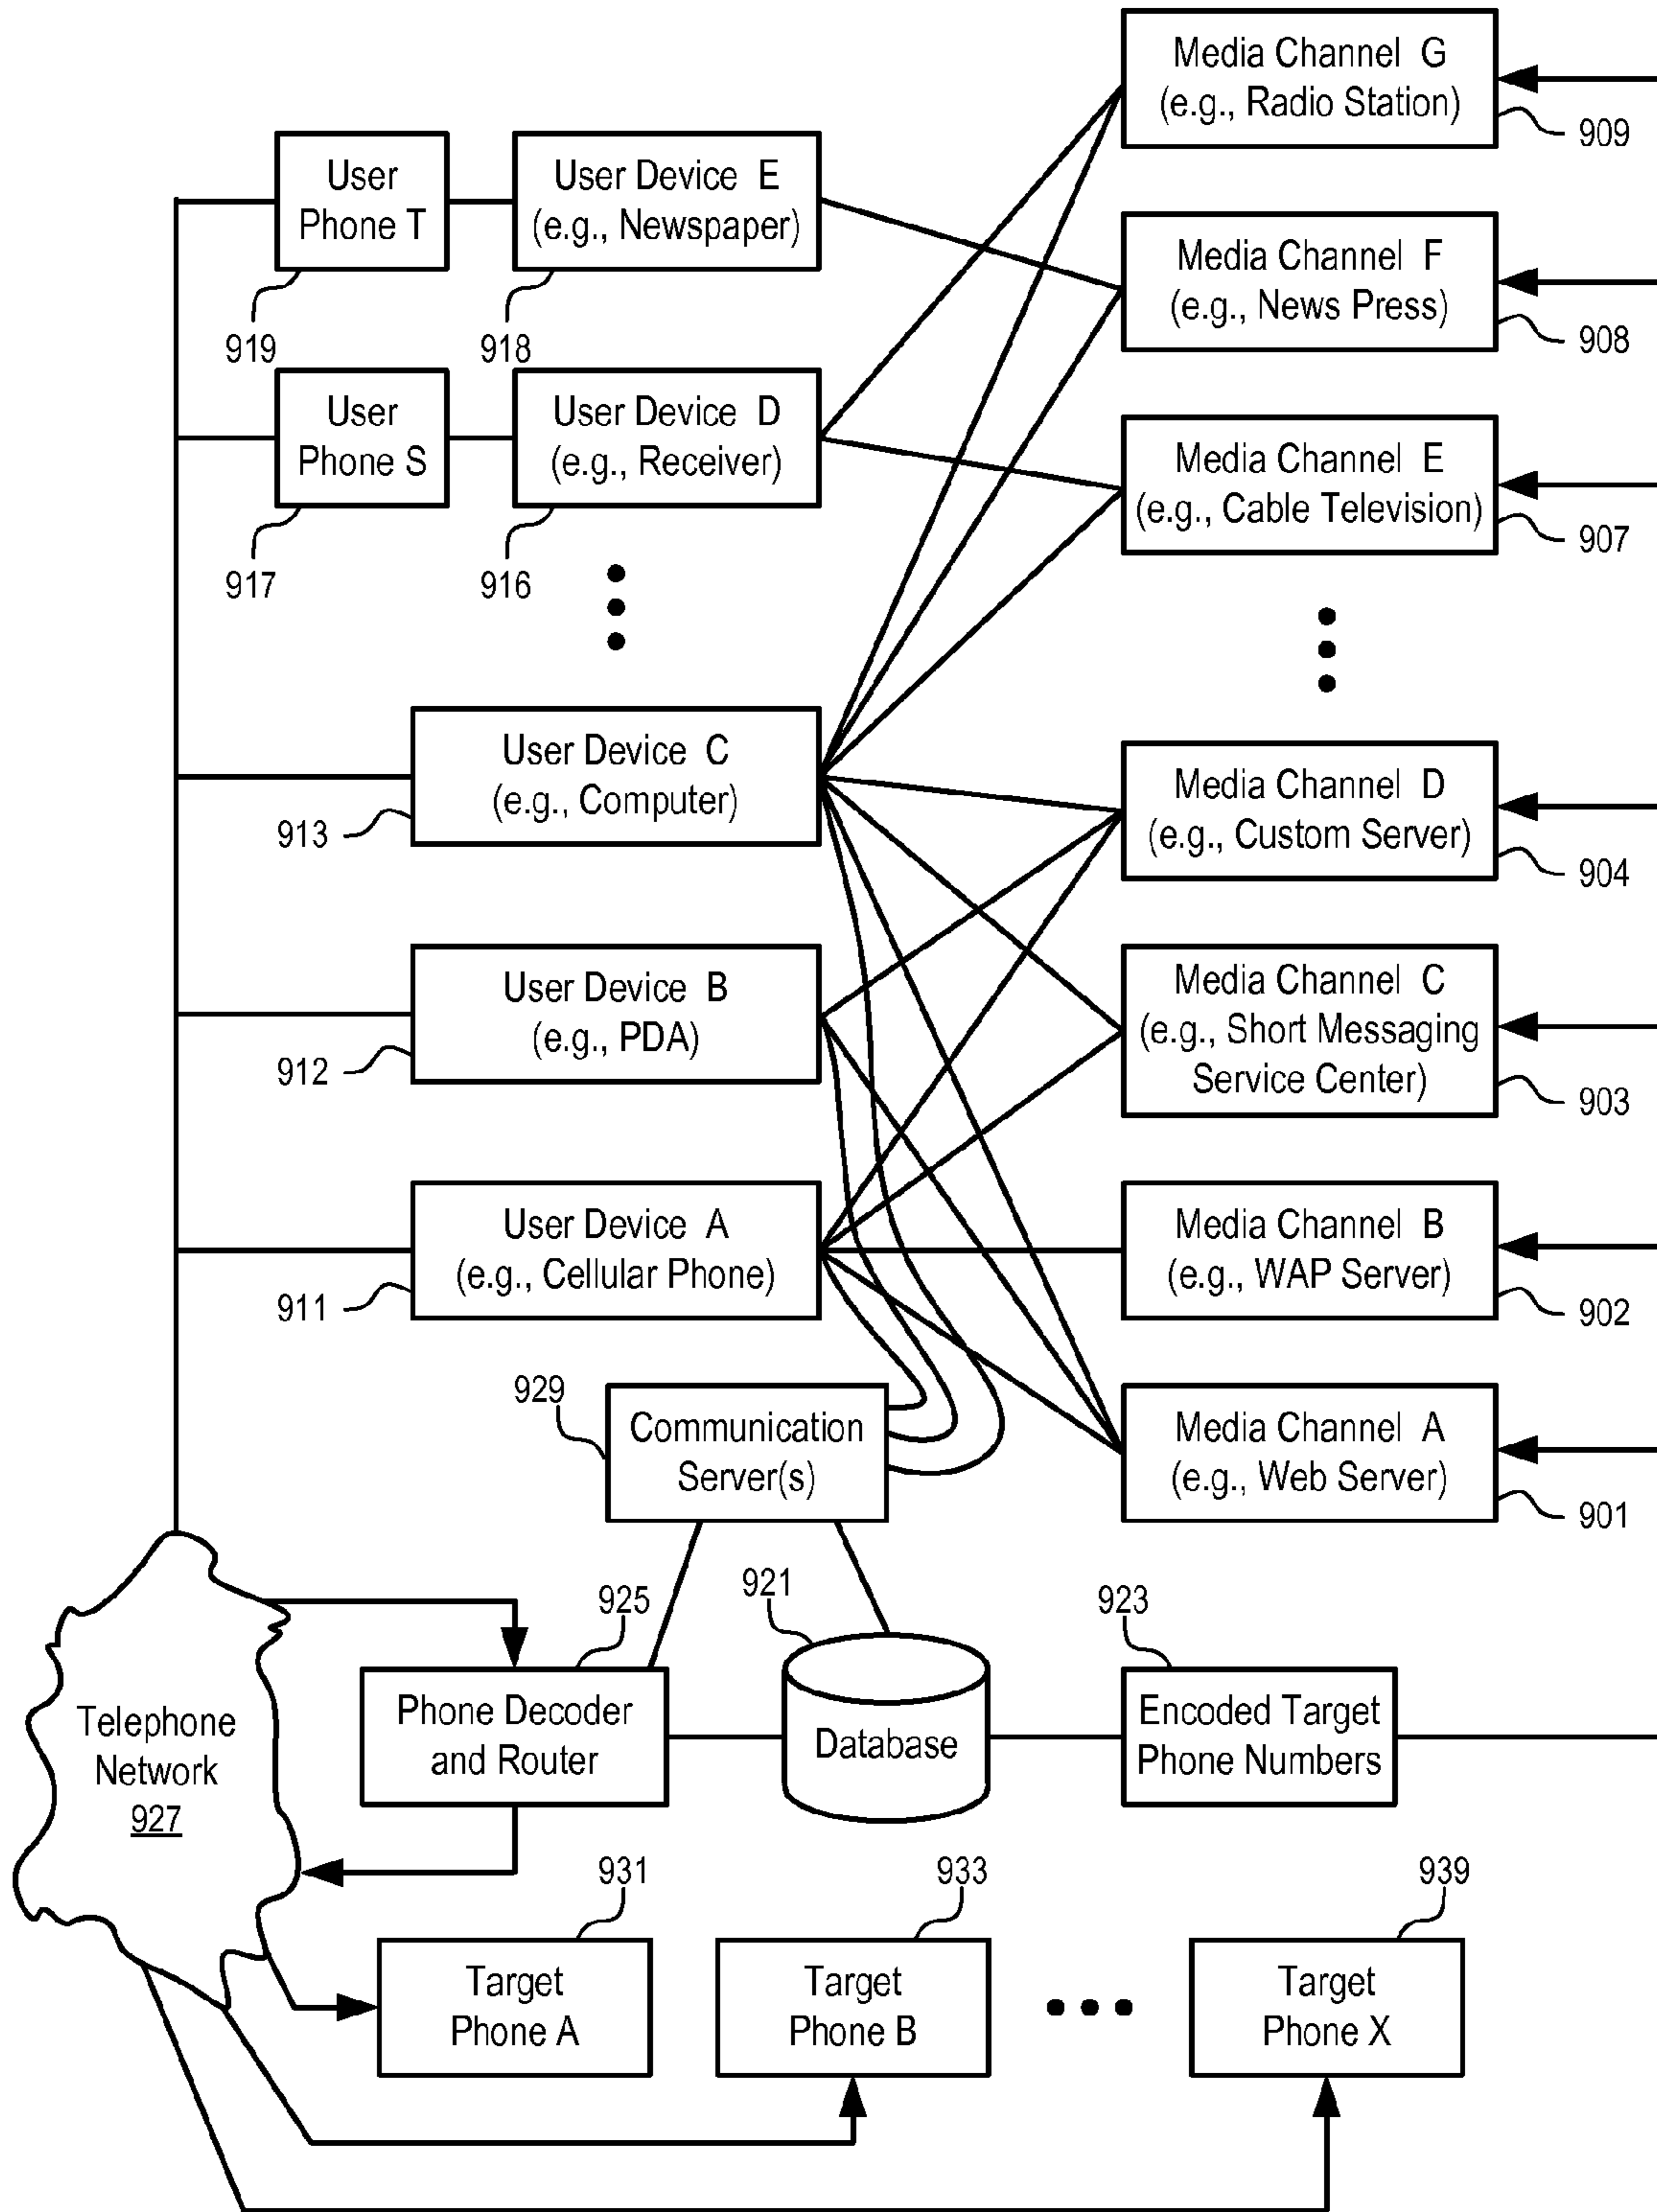 Media Channel G
(e.g., Radio Station)
909
User
Phone T
919
User Device E
(e.g., Newspaper)
918
Media Channel F
(e.g., News Press)
908
User
Phone S
917
User Device D
(e.g., Receiver)
916
Media Channel E
(e.g., Cable Television)
907
User Device C
(e.g., Computer)
913
Media Channel D
(e.g., Custom Server)
904
User Device B
(e.g., PDA)
912
Media Channel C
(e.g., Short Messaging
Service Center)
903
User Device A
(e.g., Cellular Phone)
911
Media Channel B
(e.g., WAP Server)
902
929
Communication
Server(s)
Media Channel A
(e.g., Web Server)
901
Telephone
Network
927
925
Phone Decoder
and Router
921
Database
923
Encoded Target
Phone Numbers
931
Target
Phone A
933
Target
Phone B
939
Target
Phone X